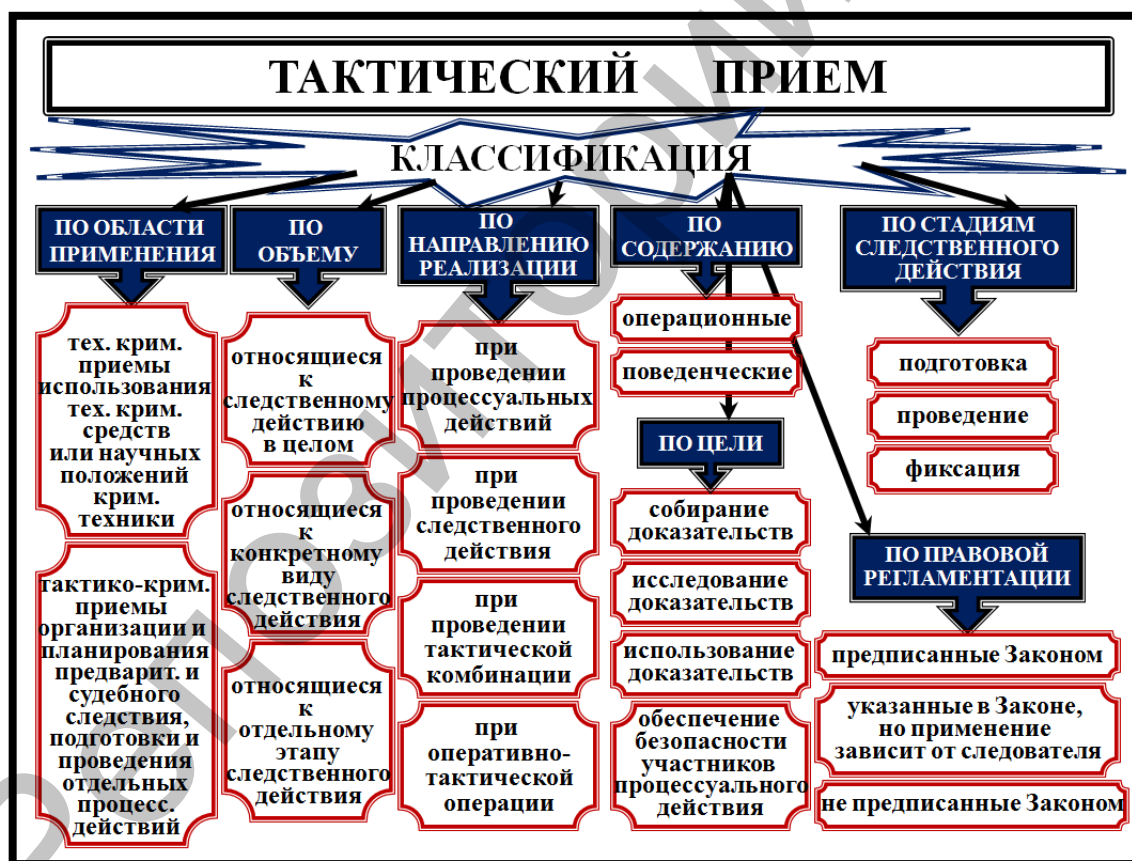 ТАКТИЧЕСКИЙ ПРИЕМ
КЛАССИФИКАЦИЯ
ПО ОБЛАСТИ
ПРИМЕНЕНИЯ
тех. крим.
приемы
использования
тех. крим.
средств
или научных
положений
крим.
техники
тактико-крим.
приемы
организации и
планирования
предварит. и
судебного
следствия,
подготовки и
проведения
отдельных
процесс.
действий
ПО
ОБЪЕМУ
относящиеся
к
следственному
действию
в целом
относящиеся
к
конкретному
виду
следственного
действия
относящиеся
к
отдельному
этапу
следственного
действия
ПО
НАПРАВЛЕНИЮ
РЕАЛИЗАЦИИ
при
проведении
процессуальных
действий
при
проведении
следственного
действия
при
проведении
тактической
комбинации
при
оперативно-
тактической
операции
ПО
СОДЕРЖАНИЮ
операционные
поведенческие
ПО ЦЕЛИ
собирание
доказательств
исследование
доказательств
использование
доказательств
обеспечение
безопасности
участников
процессуального
действия
ПО СТАДИЯМ
СЛЕДСТВЕННОГО
ДЕЙСТВИЯ
подготовка
проведение
фиксация
ПО ПРАВОВОЙ
РЕГЛАМЕНТАЦИИ
предписанные Законом
указанные в Законе,
но применение
зависит от следователя
не предписанные Законом